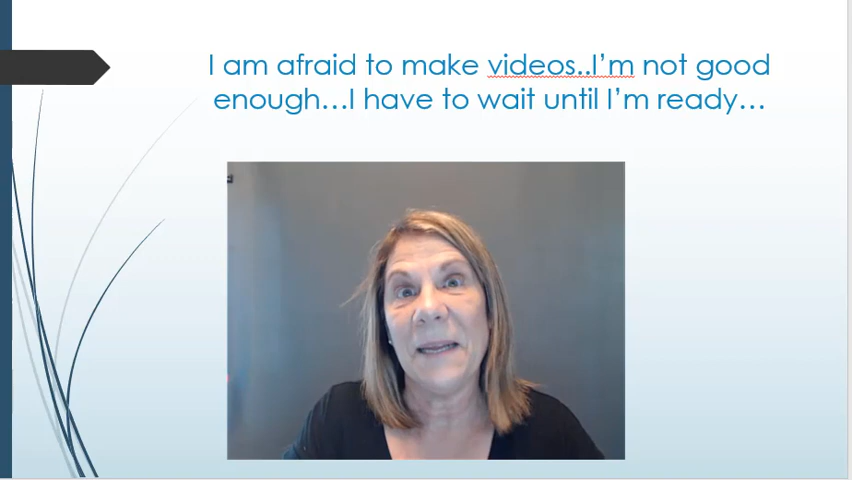 I am afraid to make videos..I'm not good
enough…I have to wait until I'm ready…